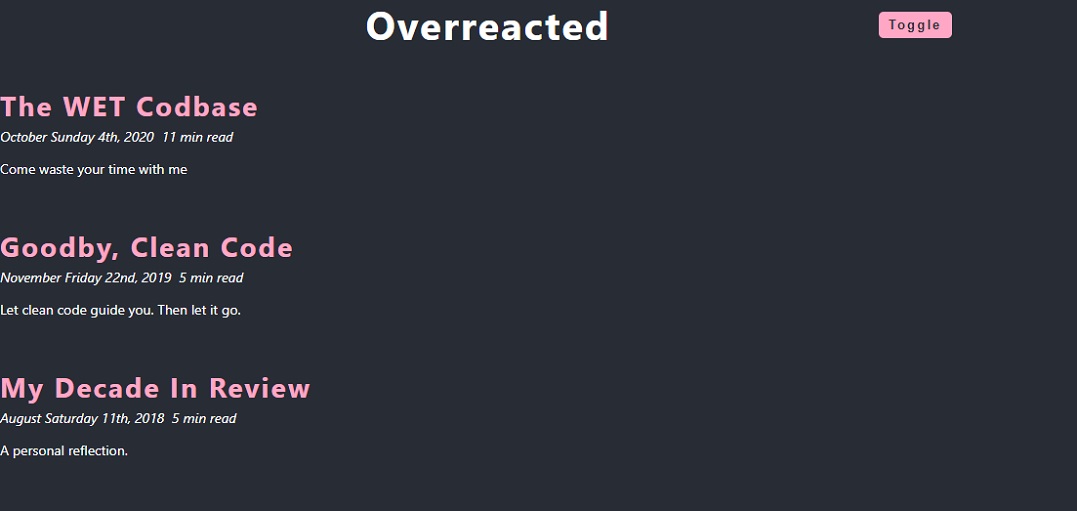 Overreacted
Toggle
The WET Codbase
October Sunday 4th, 2020 11 min read
Come waste your time with me
Goodby, Clean Code
November Friday 22nd, 2019 5 min read
Let clean code guide you. Then let it go.
My Decade In Review
August Saturday 11th, 2018 5 min read
A personal reflection.